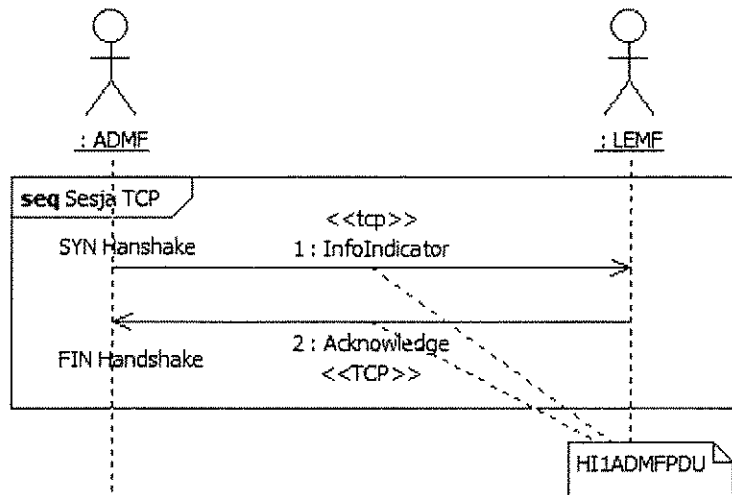 : ADMF
: LEMF
seq Sesja TCP
<<tcp>>
SYN Hanshake
1 : InfoIndicator
2 : Acknowledge
FIN Handshake
<<TCP>>
HI1ADMFPDU